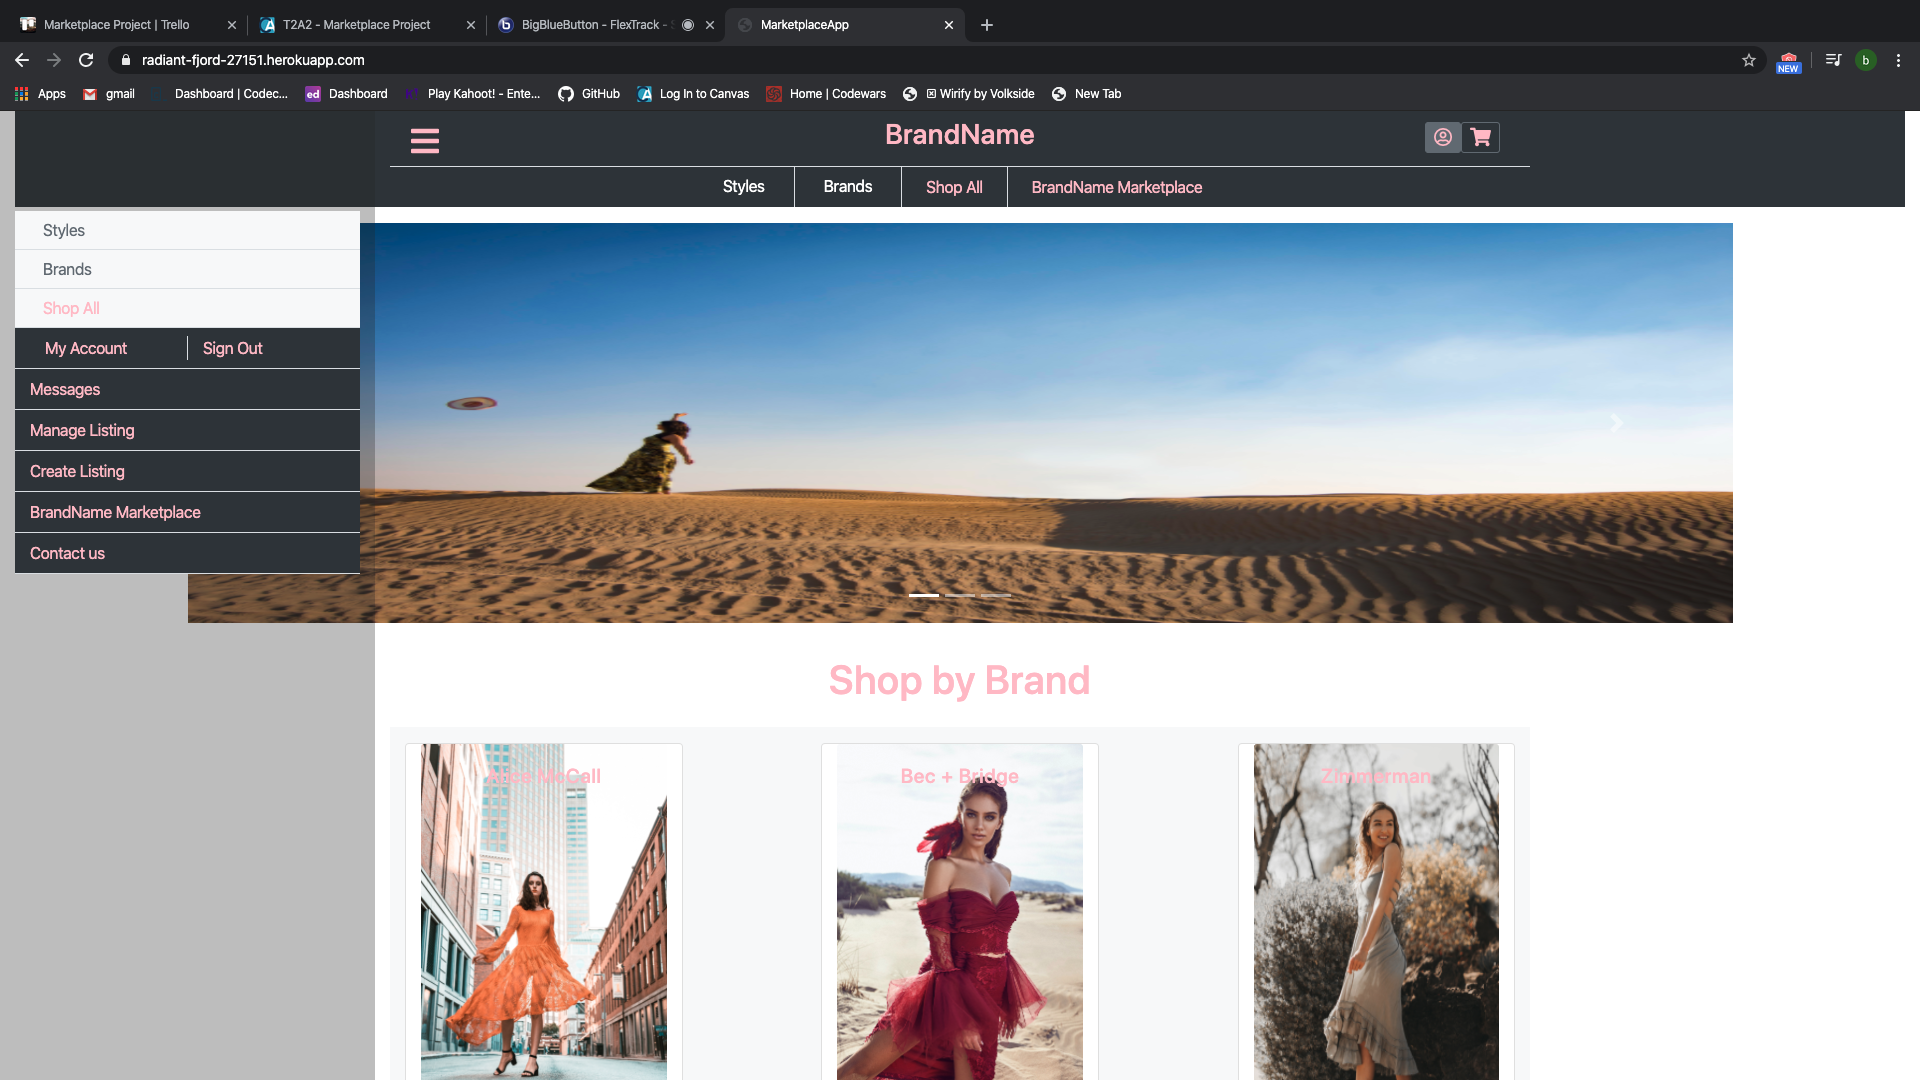 Marketplace Project | Trello
T2A2 - Marketplace Project
BigBlueButton - FlexTrack -
MarketplaceApp
radiant-fjord-27151.herokuapp.com
NEW
b
Apps
gmail
Dashboard | Codec...
ed Dashboard
K! Play Kahoot! - Ente...
GitHub
Log In to Canvas
Home | Codewars
Wirify by Volkside
New Tab
BrandName
Styles
Brands
Shop All
BrandName Marketplace
Styles
Brands
Shop All
My Account
Sign Out
Messages
Manage Listing
Create Listing
BrandName Marketplace
Contact us
Shop by Brand
Alice McCall
Bec + Bridge
Zimmerman